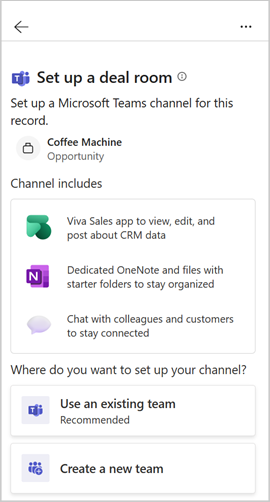 Set up a deal room
Set up a Microsoft Teams channel for this
record.
Coffee Machine
Opportunity
Channel includes
Viva Sales app to view, edit, and
post about CRM data
Dedicated OneNote and files with
starter folders to stay organized
Chat with colleagues and customers
to stay connected
Where do you want to set up your channel?
Use an existing team
Recommended
Create a new team